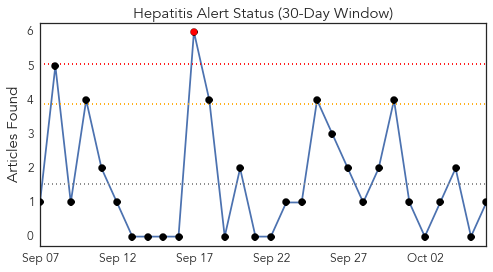 Hepatitis Alert Status (30-Day Window)
Articles Found
6
5
4
3
2
1
0
Sep 07 Sep 12 Sep 17 Sep 22 Sep 27 Oct 02